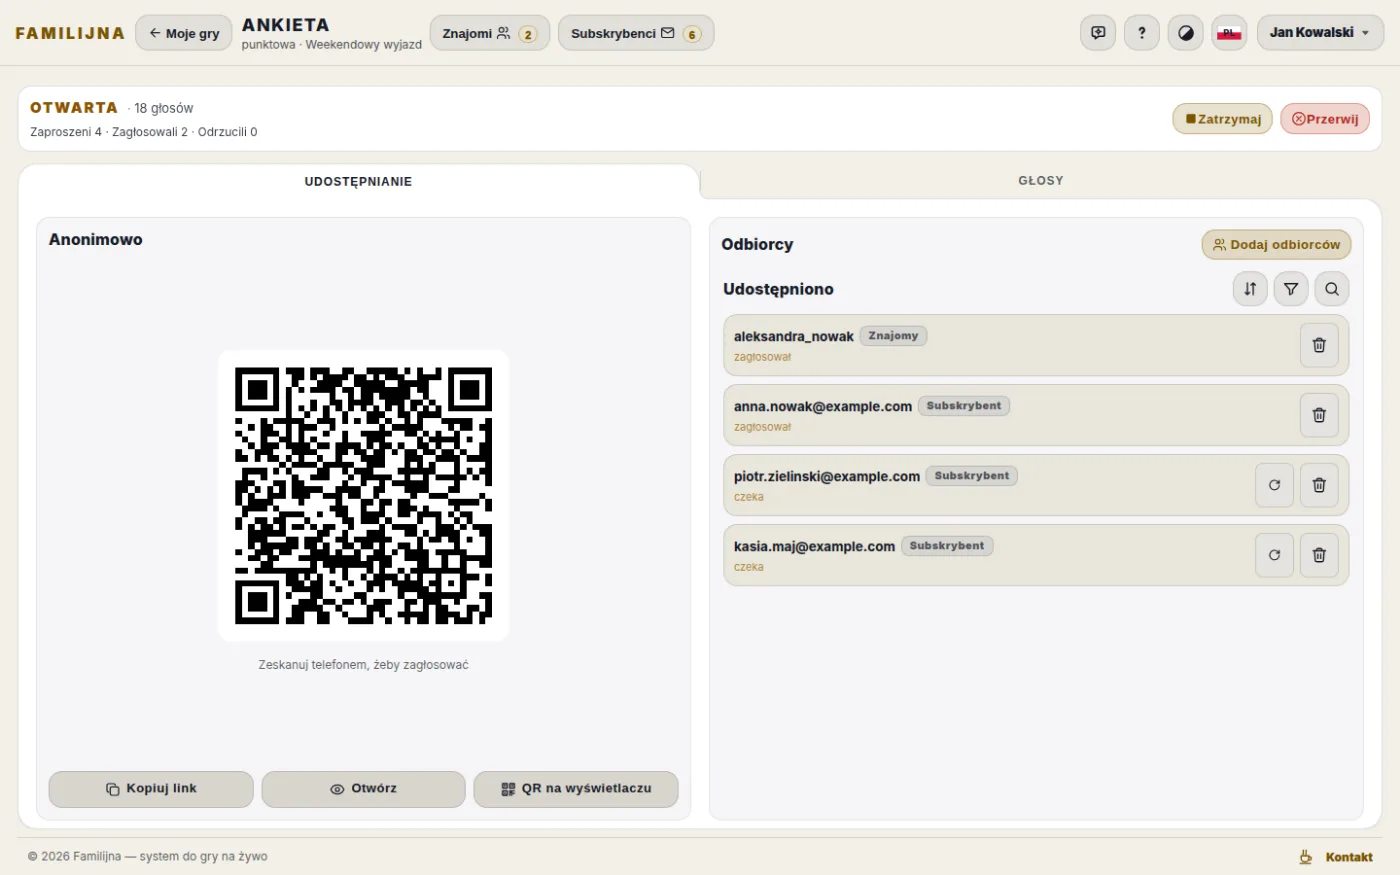 FAMILIJNA
← Moje gry
ANKIETA
punktowa · Weekendowy wyjazd
Znajomi 2
Subskrybenci 6
?
PL
Jan Kowalski
OTWARTA · 18 głosów
Zaproszeni 4 · Zagłosowali 2 · Odrzucili 0
Zatrzymaj
Przerwij
UDOSTĘPNIANIE
GŁOSY
Anonimowo
Zeskanuj telefonem, żeby zagłosować
Kopiuj link
Otwórz
QR na wyświetlaczu
Odbiorcy
Dodaj odbiorców
Udostępniono
aleksandra_nowak Znajomy
zagłosował
anna.nowak@example.com Subskrybent
zagłosował
piotr.zielinski@example.com Subskrybent
czeka
kasia.maj@example.com Subskrybent
czeka
© 2026 Familijna — system do gry na żywo
Kontakt